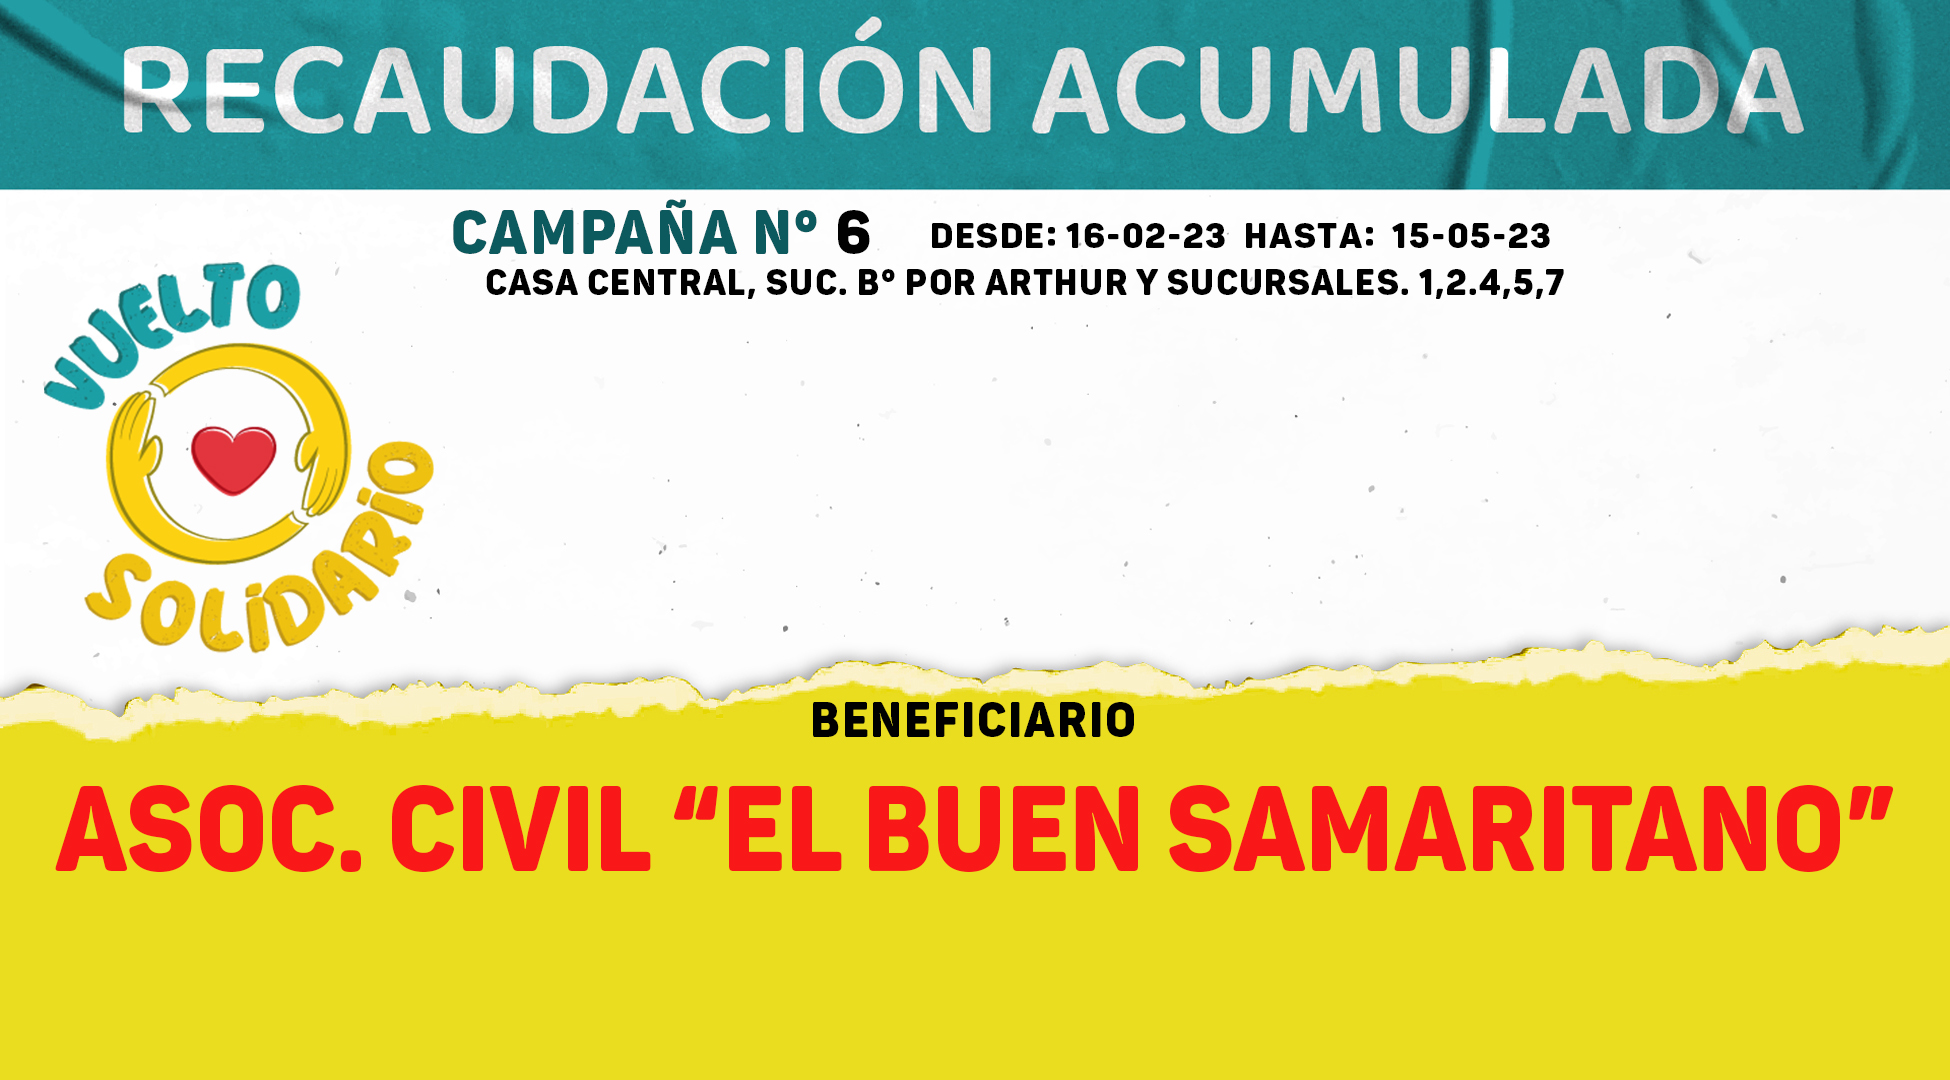 RECAUDACIÓN ACUMULADA
CAMPAÑA Nº 6 DESDE: 16-02-23 HASTA: 15-05-23
CASA CENTRAL, SUC. Bº POR ARTHUR Y SUCURSALES. 1,2.4,5,7
VUELTO
SOLiDARiO
BENEFICIARIO
ASOC. CIVIL “EL BUEN SAMARITANO”